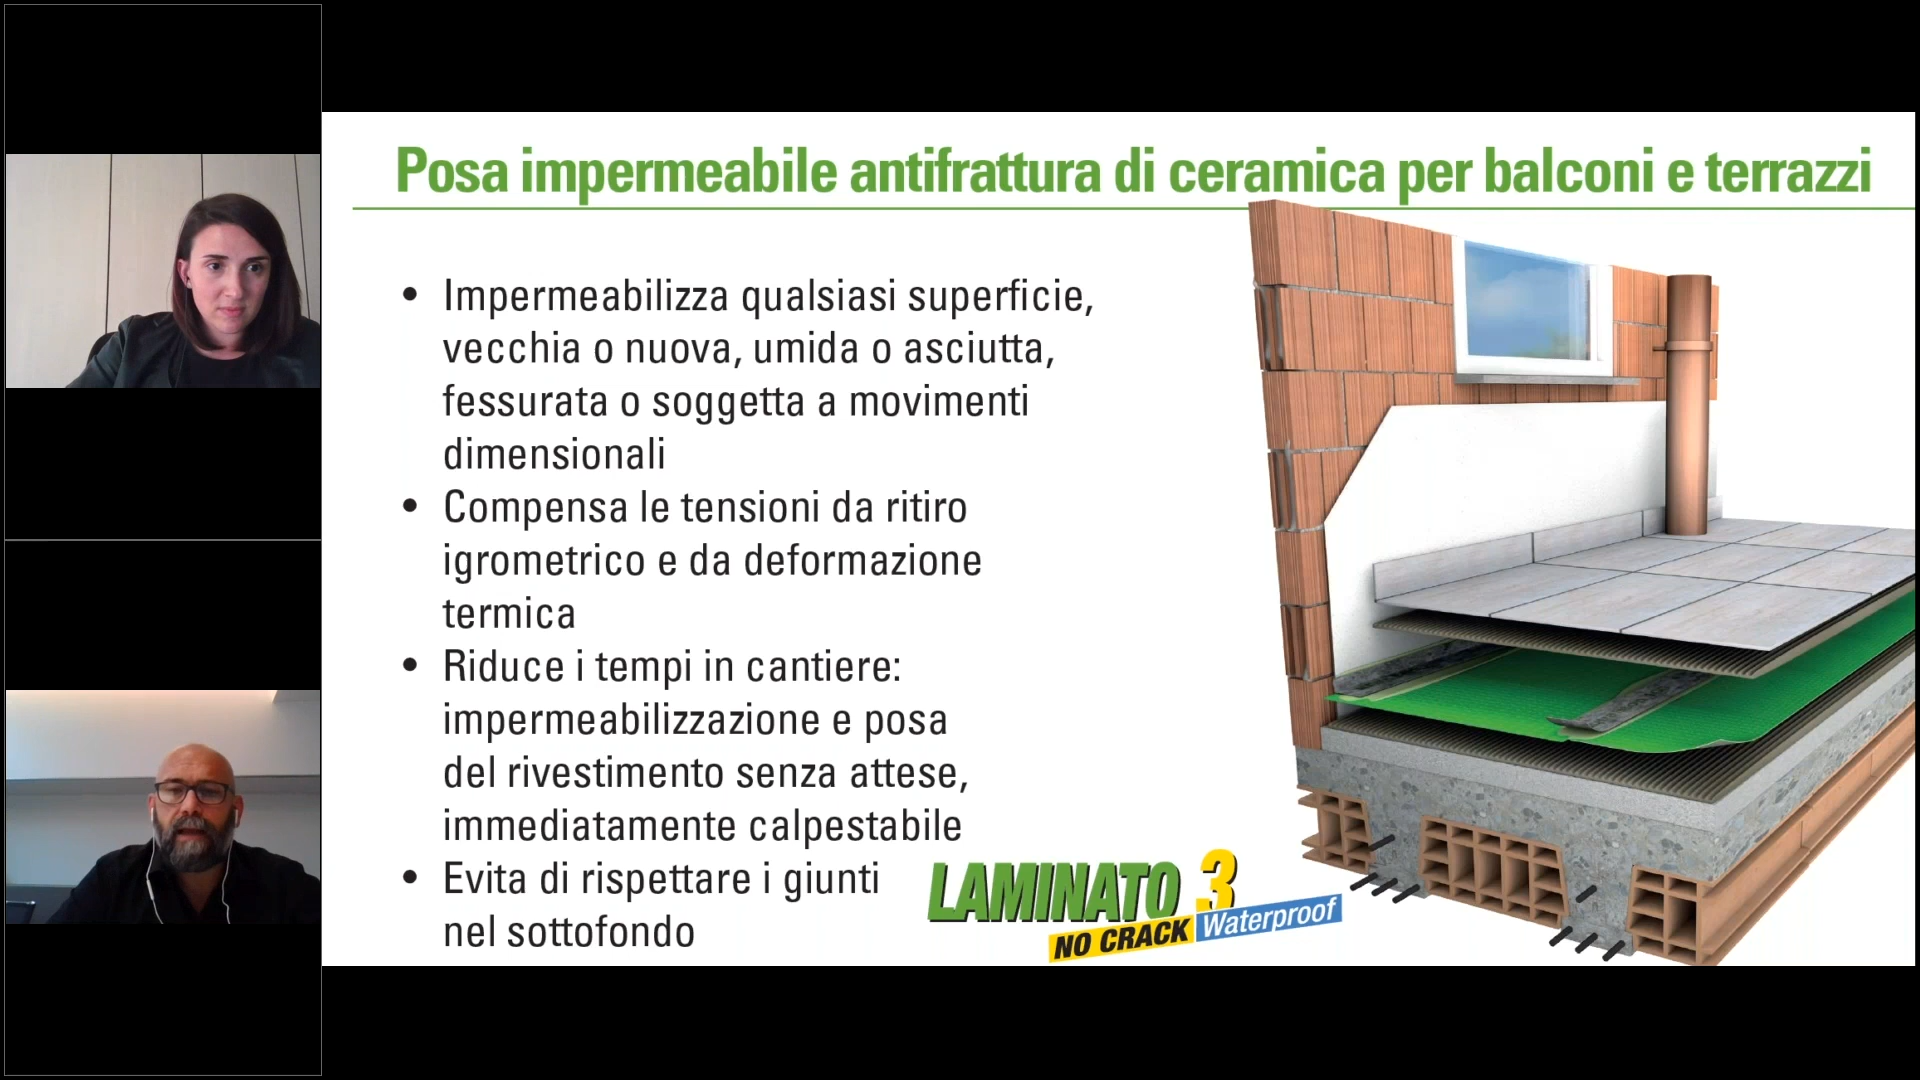 Posa impermeabile antifrattura di ceramica per balconi e terrazzi
• Impermeabilizza qualsiasi superficie,
vecchia o nuova, umida o asciutta,
fessurata o soggetta a movimenti
dimensionali
• Compensa le tensioni da ritiro
igrometrico e da deformazione
termica
• Riduce i tempi in cantiere:
impermeabilizzazione e posa
del rivestimento senza attese,
immediatamente calpestabile
• Evita di rispettare i giunti
nel sottofondo
LAMINATO 3
NO CRACK Waterproof